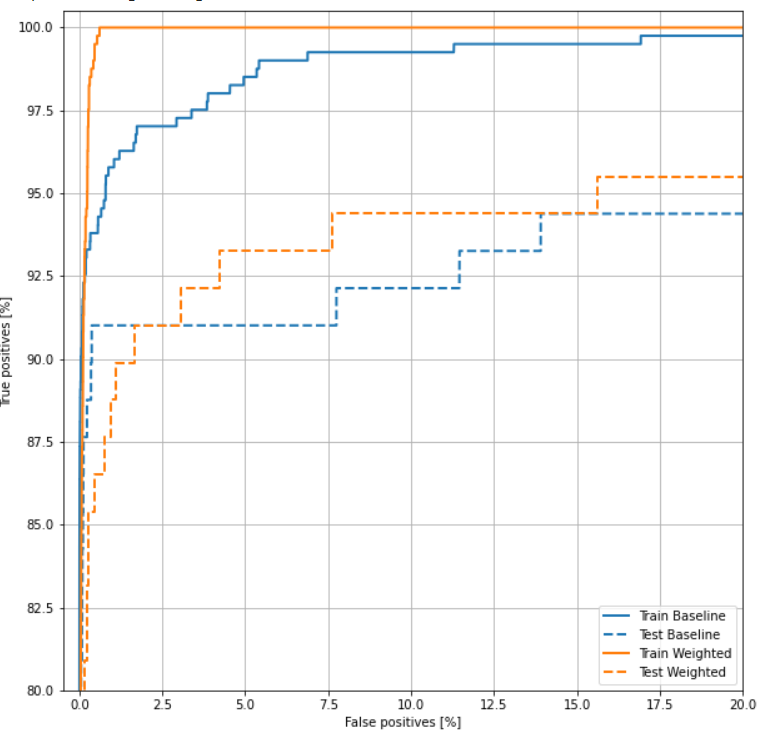 100.0
97.5
95.0
92.5
90.0
87.5
85.0
82.5
80.0
True positives [%]
0.0 2.5 5.0 7.5 10.0 12.5 15.0 17.5 20.0
False positives [%]
Train Baseline
Test Baseline
Train Weighted
Test Weighted